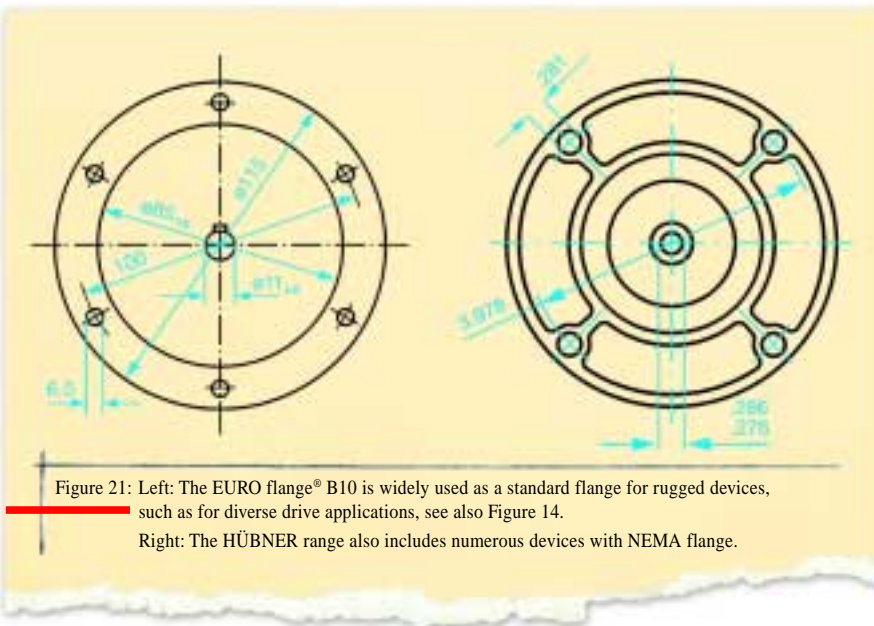 281
ø115
ø85
100
ø11
5.978
6.5
.286
.276
Figure 21: Left: The EURO flange® B10 is widely used as a standard flange for rugged devices,
such as for diverse drive applications, see also Figure 14.
Right: The HÜBNER range also includes numerous devices with NEMA flange.